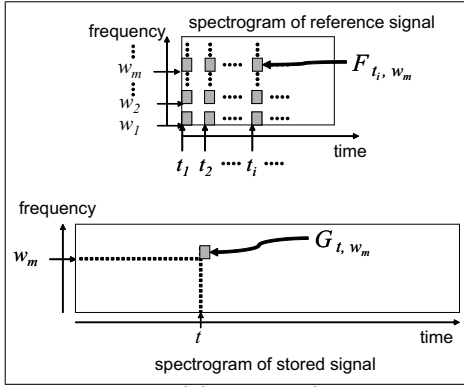 spectrogram of reference signal
frequency
w_m
w_2
w_1
F_{t_i, w_m}
t_1 t_2 ···· t_i ····
time
frequency
w_m
G_{t, w_m}
t
time
spectrogram of stored signal